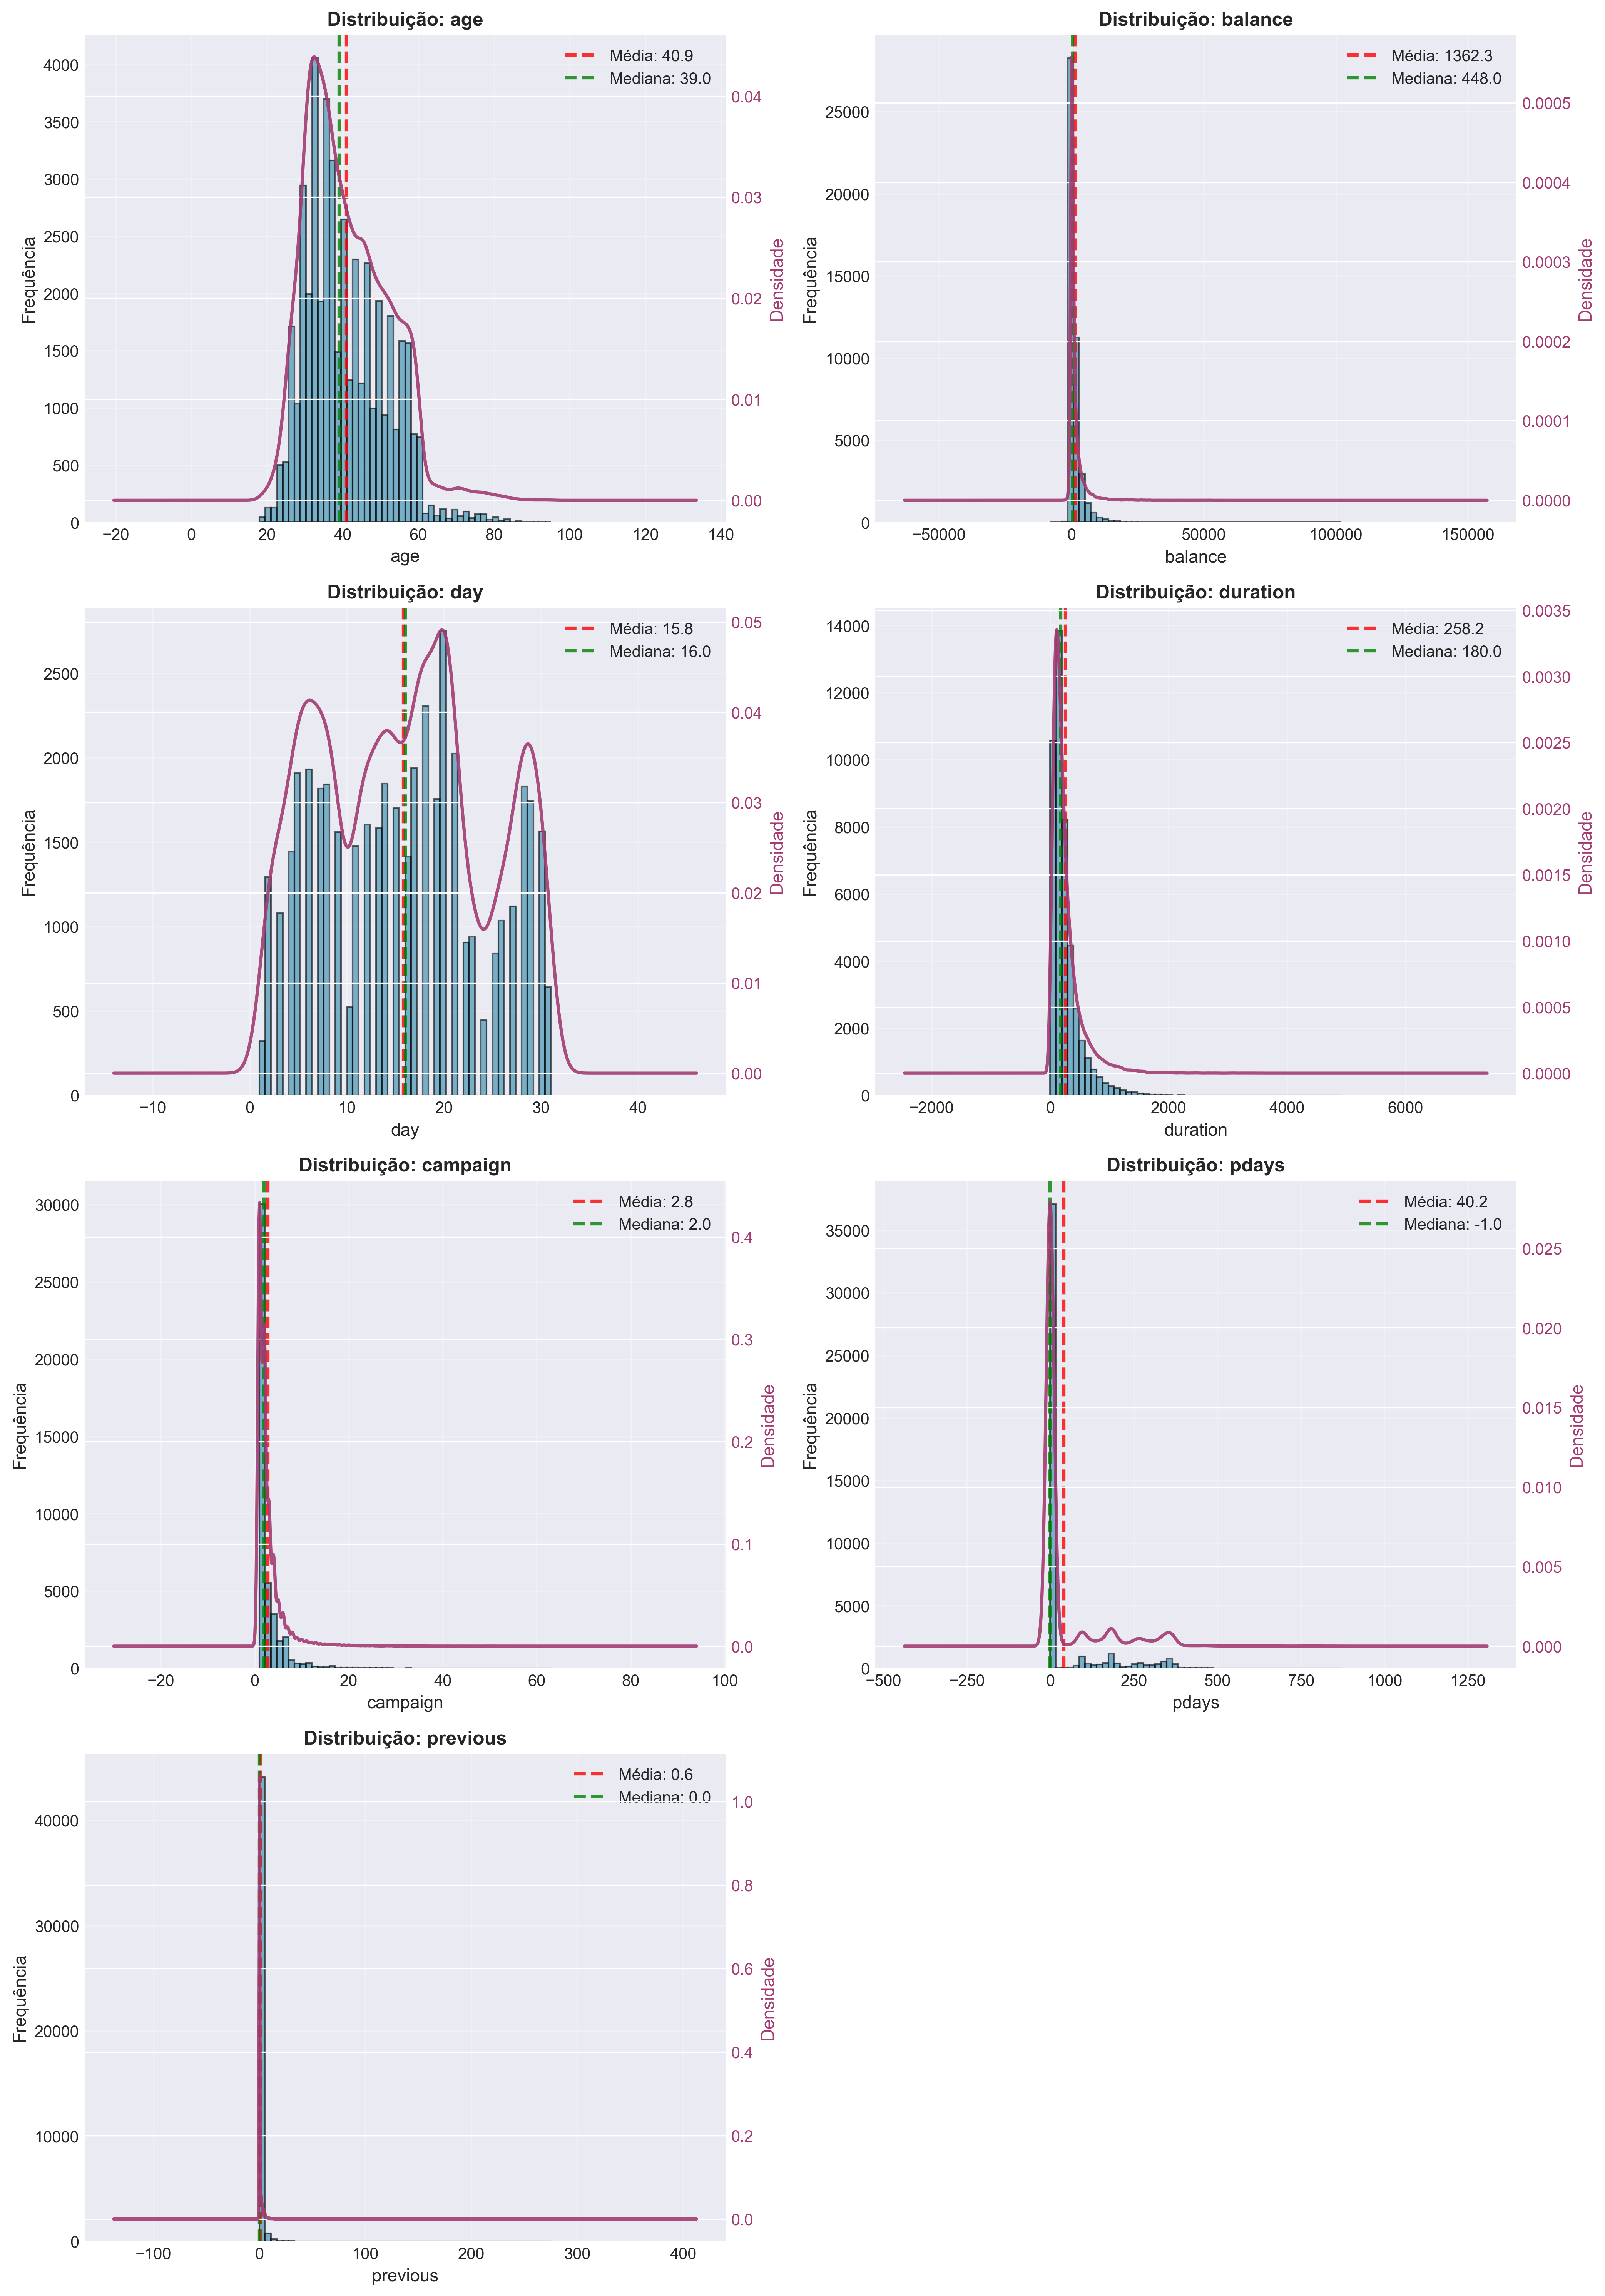 Distribuição: age
Média: 40.9
Mediana: 39.0
4000
3500
3000
2500
2000
1500
1000
500
0
Frequência
0.04
0.03
0.02
0.01
0.00
Densidade
−20 0 20 40 60 80 100 120 140
age
Distribuição: balance
Média: 1362.3
Mediana: 448.0
25000
20000
15000
10000
5000
0
Frequência
0.0005
0.0004
0.0003
0.0002
0.0001
0.0000
Densidade
−50000 0 50000 100000 150000
balance
Distribuição: day
Média: 15.8
Mediana: 16.0
2500
2000
1500
1000
500
0
Frequência
0.05
0.04
0.03
0.02
0.01
0.00
Densidade
−10 0 10 20 30 40
day
Distribuição: duration
Média: 258.2
Mediana: 180.0
14000
12000
10000
8000
6000
4000
2000
0
Frequência
0.0035
0.0030
0.0025
0.0020
0.0015
0.0010
0.0005
0.0000
Densidade
−2000 0 2000 4000 6000
duration
Distribuição: campaign
Média: 2.8
Mediana: 2.0
30000
25000
20000
15000
10000
5000
0
Frequência
0.4
0.3
0.2
0.1
0.0
Densidade
−20 0 20 40 60 80 100
campaign
Distribuição: pdays
Média: 40.2
Mediana: -1.0
35000
30000
25000
20000
15000
10000
5000
0
Frequência
0.025
0.020
0.015
0.010
0.005
0.000
Densidade
−500 −250 0 250 500 750 1000 1250
pdays
Distribuição: previous
Média: 0.6
Mediana: 0.0
40000
30000
20000
10000
0
Frequência
1.0
0.8
0.6
0.4
0.2
0.0
Densidade
−100 0 100 200 300 400
previous